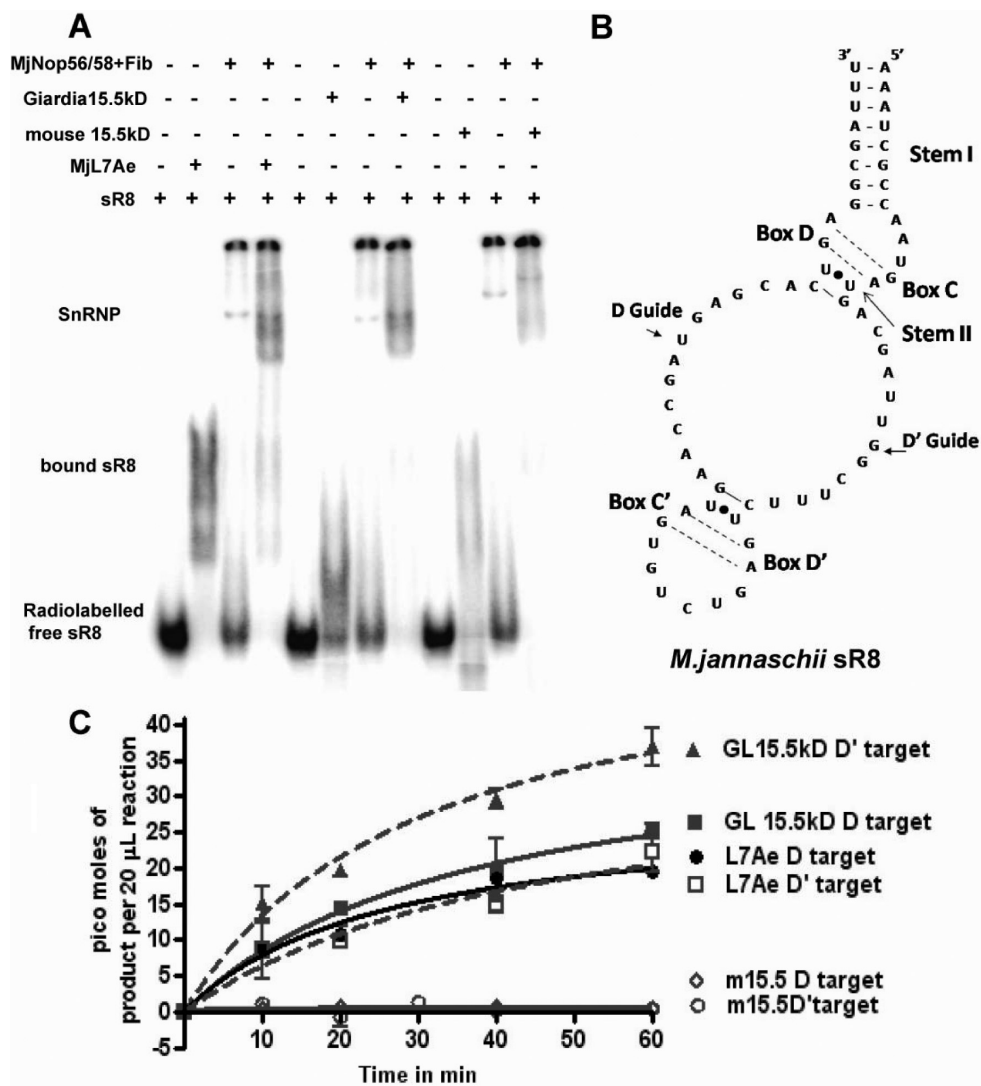 A
MjNop56/58+Fib - - + + - - + + - - + +
Giardia15.5kD - - - - - + - + - - - -
mouse 15.5kD - - - - - - - - - + - +
MjL7Ae - + - + - - - - - - - -
sR8 + + + + + + + + + + + +
SnRNP
bound sR8
Radiolabelled
free sR8
B
3’ 5’
U - A
U - A
U - A
A - U
G - C
C - G
G - C
G - C
Stem I
A A U G A
Box C
Stem II
U G A C G A U U G G C U U U C
D' Guide
U G A
Box D'
G U C U G U G
Box C'
A U G A A C C G A U G A G C A C
D Guide
U G A
Box D
M.jannaschii sR8
C
pico moles of
product per 20 µL reaction
40
35
30
25
20
15
10
5
0
-5
10 20 30 40 50 60
Time in min
GL15.5kD D' target
GL 15.5kD D target
L7Ae D target
L7Ae D' target
m15.5 D target
m15.5D'target